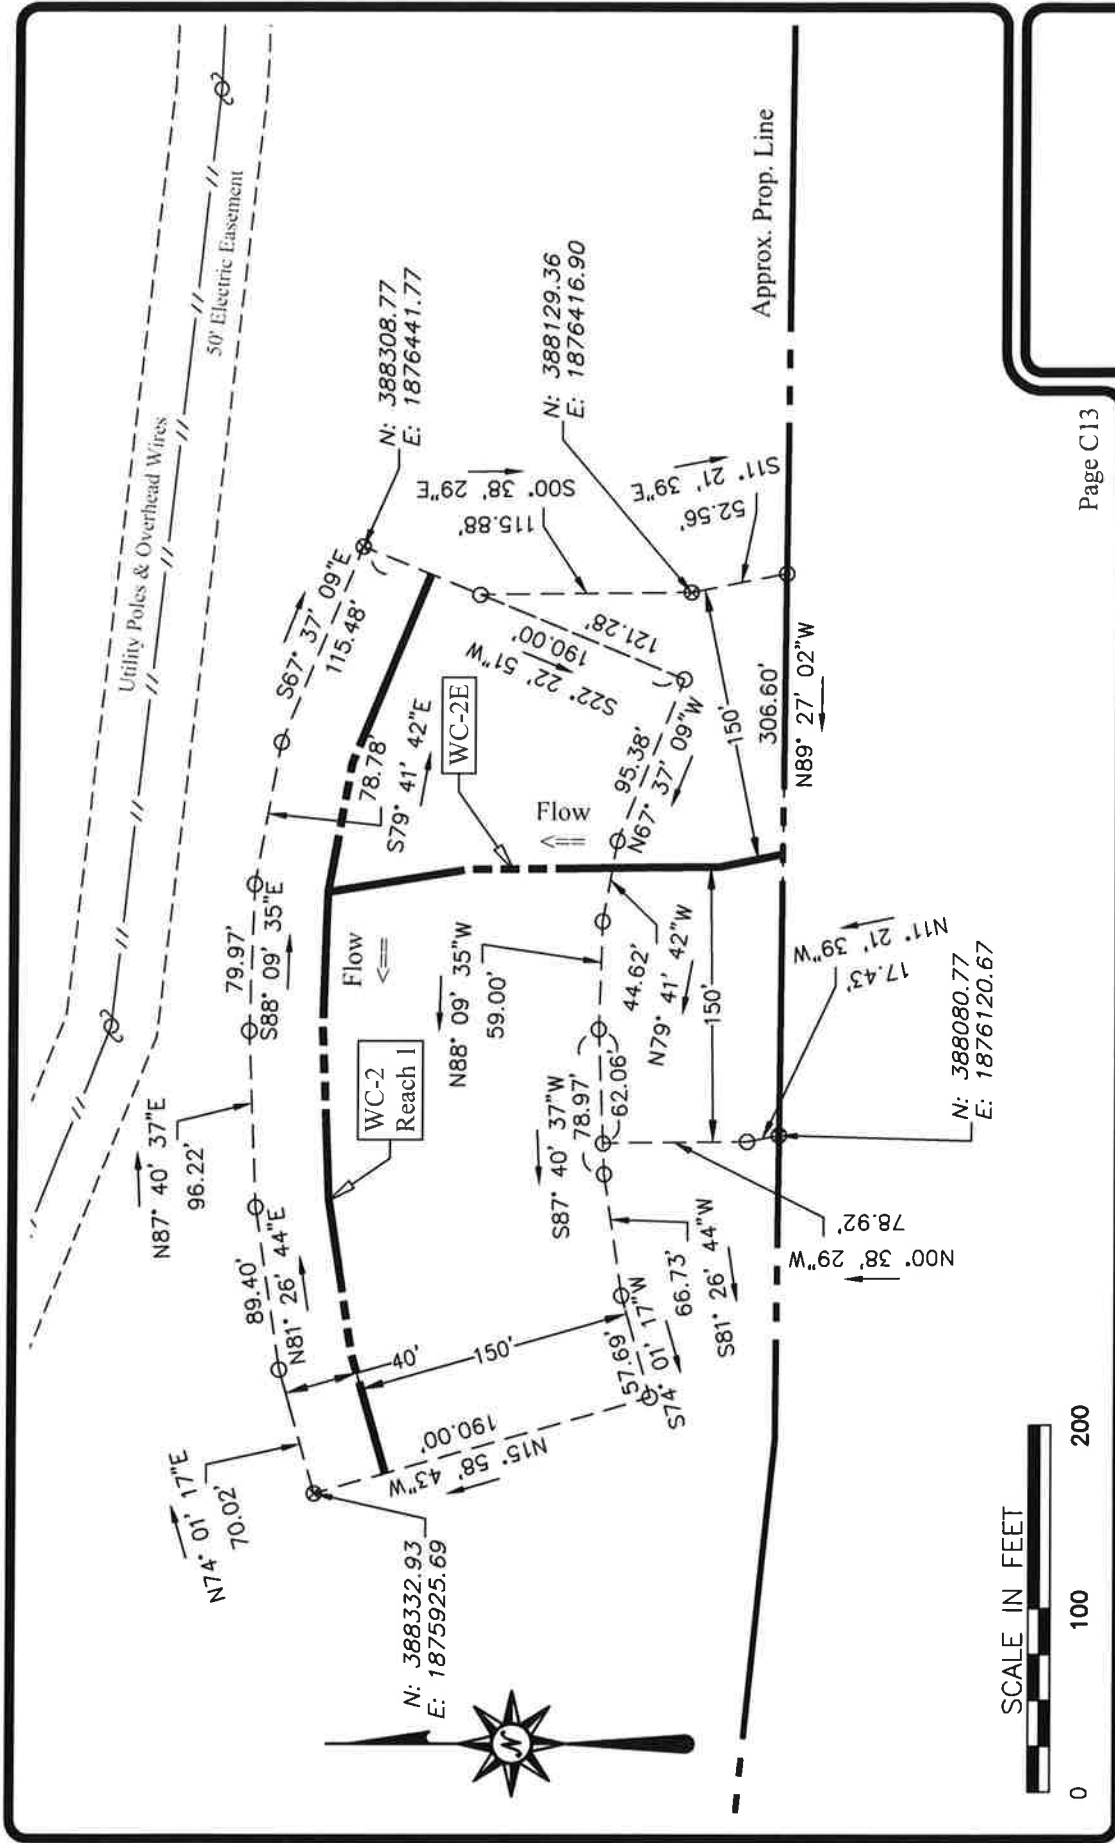 Utility Poles & Overhead Wires
50' Electric Easement
N87° 40' 37"E
96.22'
79.97'
S88° 09' 35"E
S67° 37' 09"E
115.48'
N: 388308.77
E: 1876441.77
N74° 01' 17"E
70.02'
89.40'
N81° 26' 44"E
78.78'
S79° 41' 42"E
WC-2E
Flow
<==
Flow
<==
WC-2
Reach 1
S00° 38' 29"E
115.88'
N: 388129.36
E: 1876416.90
S22° 22' 51"W
190.00'
121.28'
S11° 21' 39"E
52.56'
Approx. Prop. Line
N88° 09' 35"W
59.00'
95.38'
N67° 37' 09"W
150'
306.60'
N89° 27' 02"W
44.62'
N79° 41' 42"W
150'
S87° 40' 37"W
78.97'
62.06'
40'
150'
57.69'
S74° 01' 17"W
66.73'
S81° 26' 44"W
N: 388332.93
E: 1875925.69
N15° 58' 43"W
190.00'
N11° 21' 39"W
17.43'
N: 388080.77
E: 1876120.67
78.92'
N00° 38' 29"W
N
SCALE IN FEET
0 100 200
Page C13